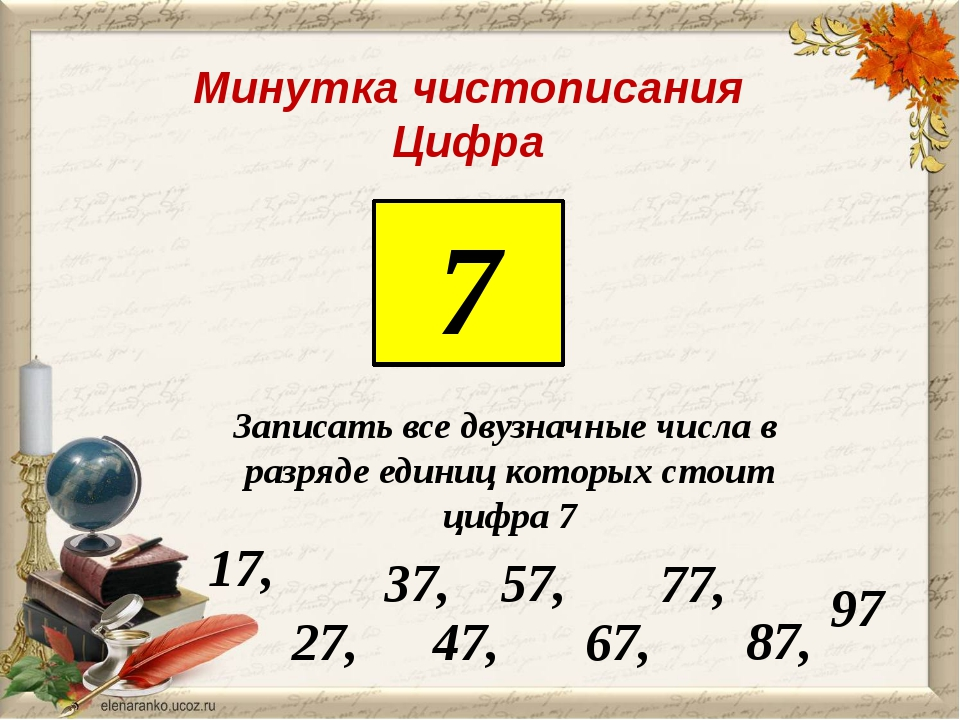 Минутка чистописания
Цифра
7
Записать все двузначные числа в
разряде единиц которых стоит
цифра 7
17, 37, 57, 77, 97
27, 47, 67, 87,
elenaranko.ucoz.ru